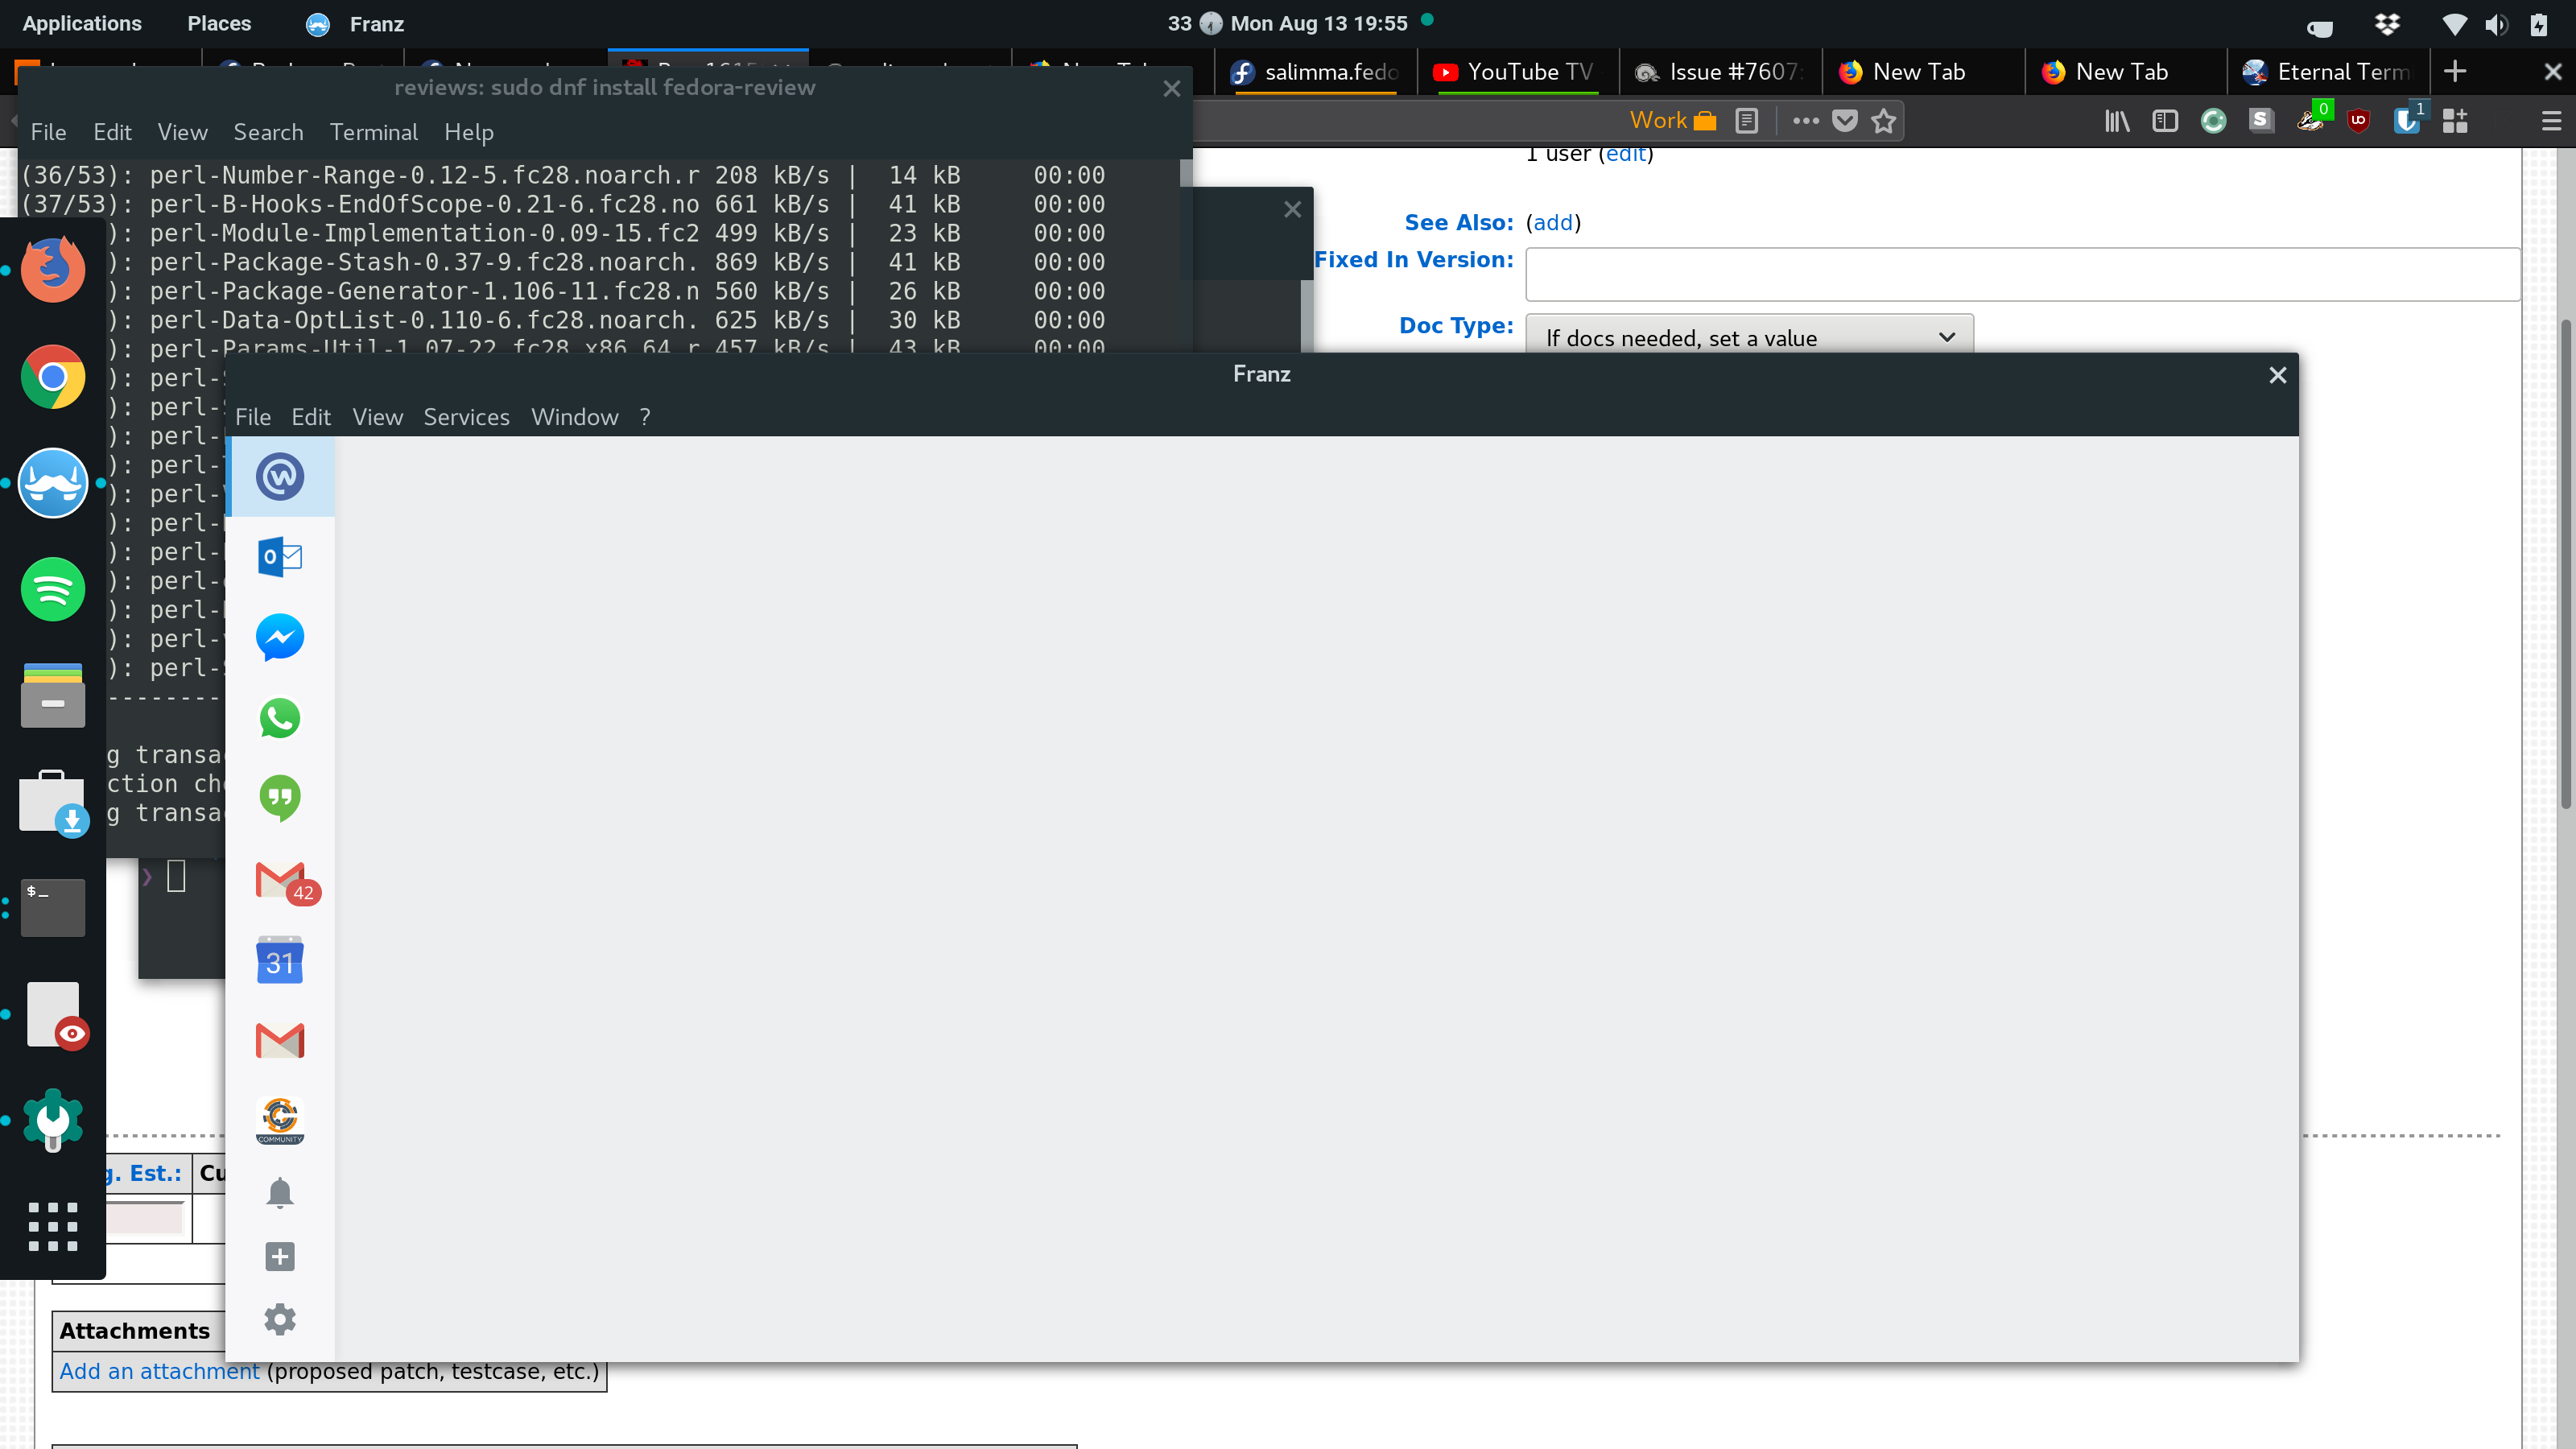 Applications Places Franz 33 Mon Aug 13 19:55
salimma.fedo YouTube TV Issue #7607: New Tab New Tab Eternal Term
reviews: sudo dnf install fedora-review
File Edit View Search Terminal Help
Work 0 1
1 user (edit)
(36/53): perl-Number-Range-0.12-5.fc28.noarch.r 208 kB/s | 14 kB 00:00
(37/53): perl-B-Hooks-EndOfScope-0.21-6.fc28.no 661 kB/s | 41 kB 00:00
): perl-Module-Implementation-0.09-15.fc2 499 kB/s | 23 kB 00:00
): perl-Package-Stash-0.37-9.fc28.noarch. 869 kB/s | 41 kB 00:00
): perl-Package-Generator-1.106-11.fc28.n 560 kB/s | 26 kB 00:00
): perl-Data-OptList-0.110-6.fc28.noarch. 625 kB/s | 30 kB 00:00
): perl-Params-Util-1.07-22.fc28.x86_64.r 457 kB/s | 43 kB 00:00
See Also: (add)
Fixed In Version:
Doc Type: If docs needed, set a value
Franz
File Edit View Services Window ?
): perl-
): perl-
): perl-
): perl-
): perl-
): perl-
): perl-
): perl-
): perl-
): perl-
): perl-
--------
g transa
ction che
g transa
❯
$_
42
31
COMMUNITY
g. Est.: Cu
Attachments
Add an attachment (proposed patch, testcase, etc.)